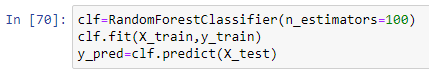 In [70]: clf=RandomForestClassifier(n_estimators=100)
clf.fit(X_train,y_train)
y_pred=clf.predict(X_test)